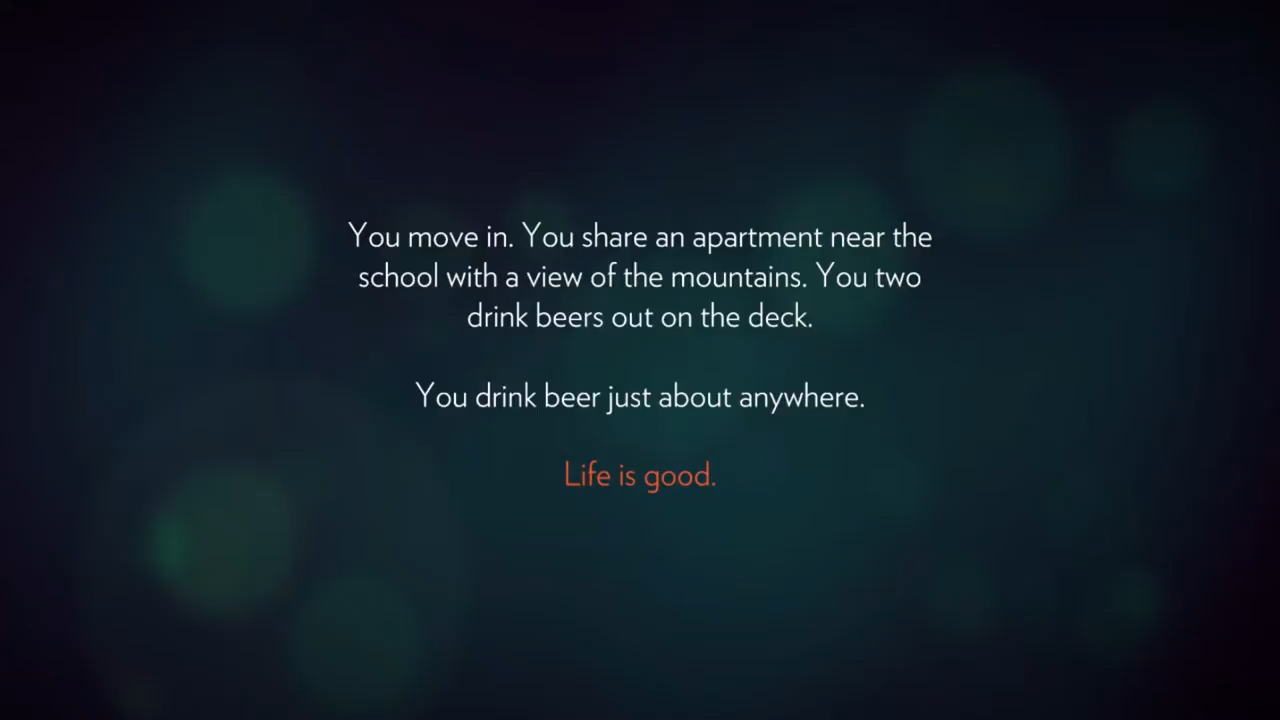 You move in. You share an apartment near the
school with a view of the mountains. You two
drink beers out on the deck.
You drink beer just about anywhere.
Life is good.